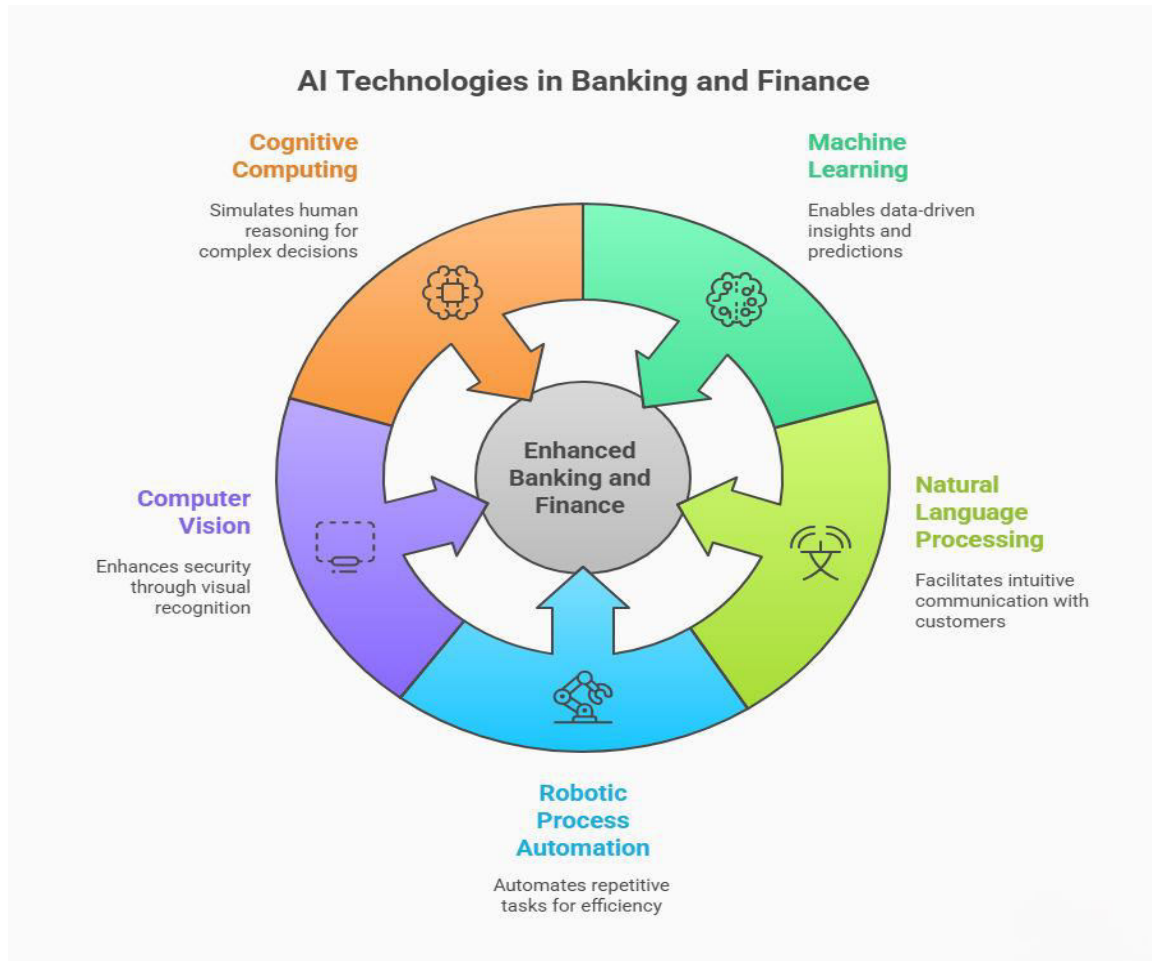 AI Technologies in Banking and Finance
Cognitive
Computing
Simulates human
reasoning for
complex decisions
Machine
Learning
Enables data-driven
insights and
predictions
Enhanced
Banking and
Finance
Computer
Vision
Enhances security
through visual
recognition
Natural
Language
Processing
Facilitates intuitive
communication with
customers
Robotic
Process
Automation
Automates repetitive
tasks for efficiency